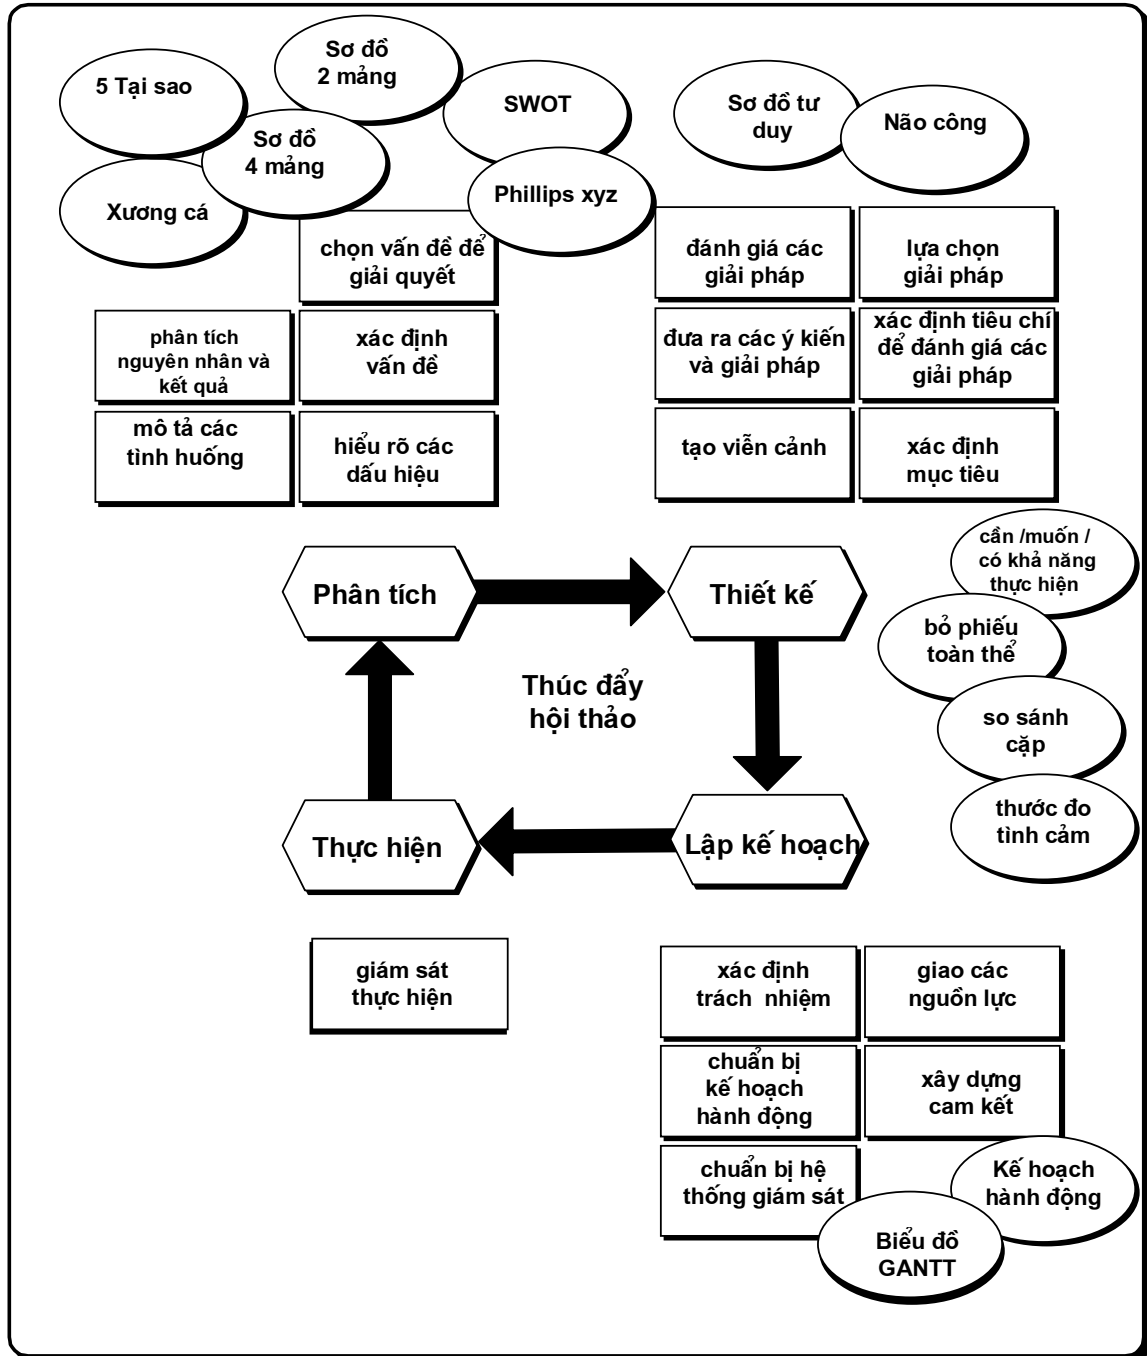 5 Tại sao
Sơ đồ
2 mảng
SWOT
Sơ đồ tư
duy
Não công
Sơ đồ
4 mảng
Xương cá
Phillips xyz
chọn vấn đề để
giải quyết
đánh giá các
giải pháp
lựa chọn
giải pháp
phân tích
nguyên nhân và
kết quả
xác định
vấn đề
đưa ra các ý kiến
và giải pháp
xác định tiêu chí
để đánh giá các
giải pháp
mô tả các
tình huống
hiểu rõ các
dấu hiệu
tạo viễn cảnh
xác định
mục tiêu
cần /muốn /
có khả năng
thực hiện
Phân tích
Thiết kế
bỏ phiếu
toàn thể
Thúc đẩy
hội thảo
so sánh
cặp
thước đo
tình cảm
Thực hiện
Lập kế hoạch
giám sát
thực hiện
xác định
trách nhiệm
giao các
nguồn lực
chuẩn bị
kế hoạch
hành động
xây dựng
cam kết
chuẩn bị hệ
thống giám sát
Kế hoạch
hành động
Biểu đồ
GANTT